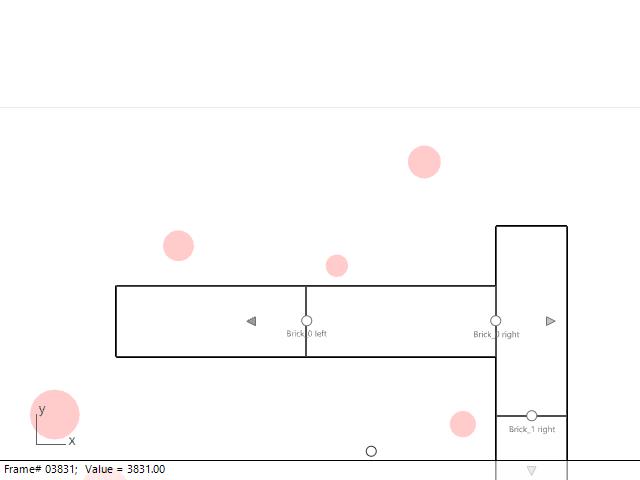 Brick_0 left
Brick_0 right
y
x
Brick_1 right
Frame# 03831;  Value = 3831.00